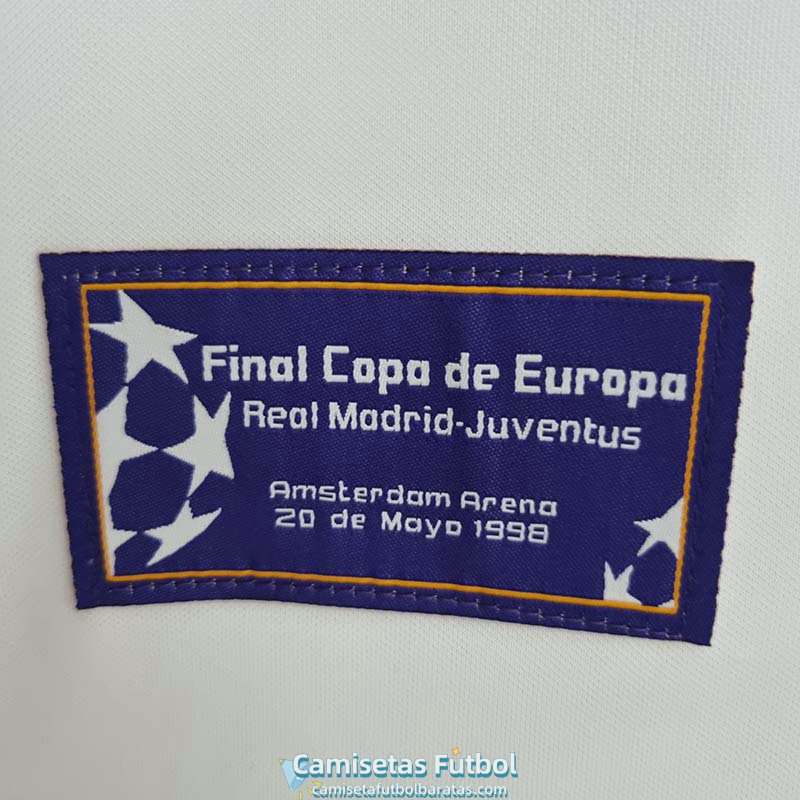 Final Copa de Europa
Real Madrid-Juventus
Amsterdam Arena
20 de Mayo 1998
Camisetas Futbol
camisetafutbolbaratas.com